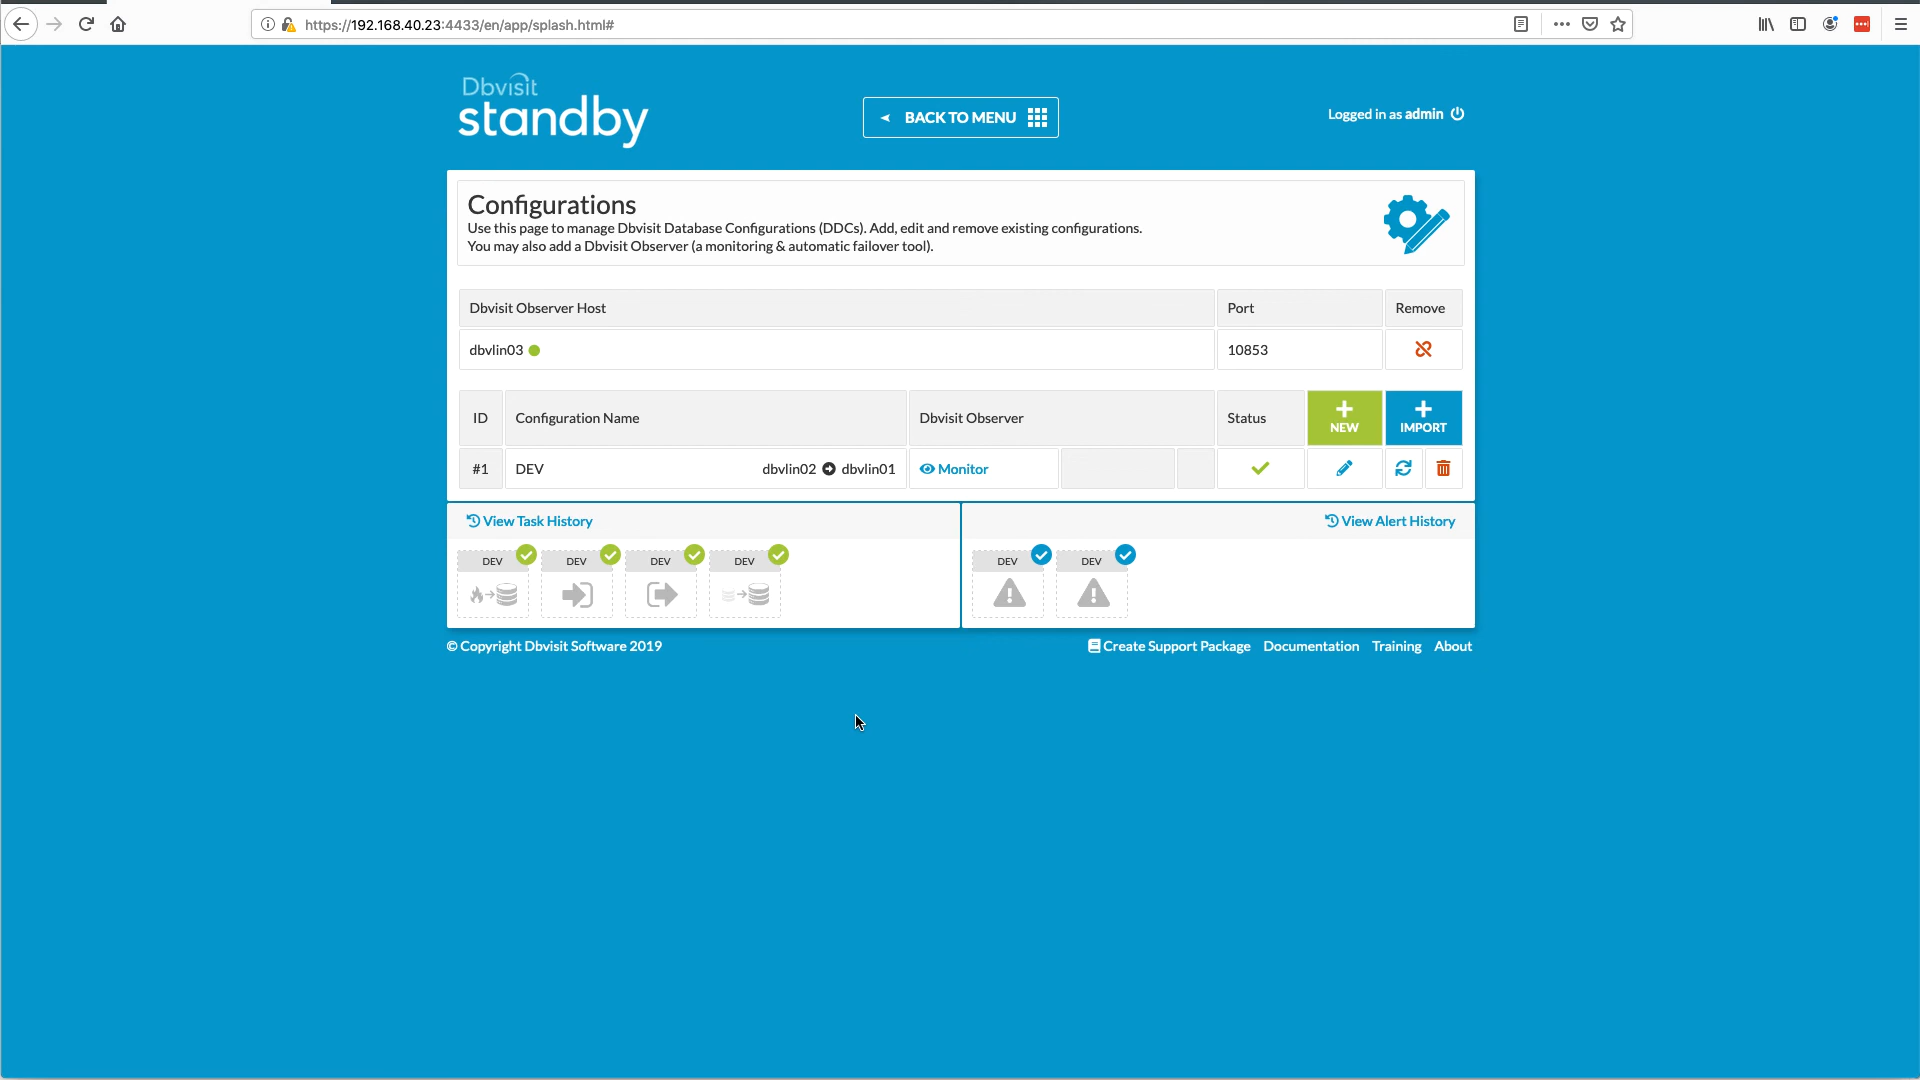 https://192.168.40.23:4433/en/app/splash.html#
Dbvisit
standby
BACK TO MENU
Logged in as admin
Configurations
Use this page to manage Dbvisit Database Configurations (DDCs). Add, edit and remove existing configurations.
You may also add a Dbvisit Observer (a monitoring & automatic failover tool).
Dbvisit Observer Host Port Remove
dbvlin03 10853
ID Configuration Name Dbvisit Observer Status NEW IMPORT
#1 DEV dbvlin02 dbvlin01 Monitor
View Task History View Alert History
DEV DEV DEV DEV DEV DEV
© Copyright Dbvisit Software 2019 Create Support Package Documentation Training About